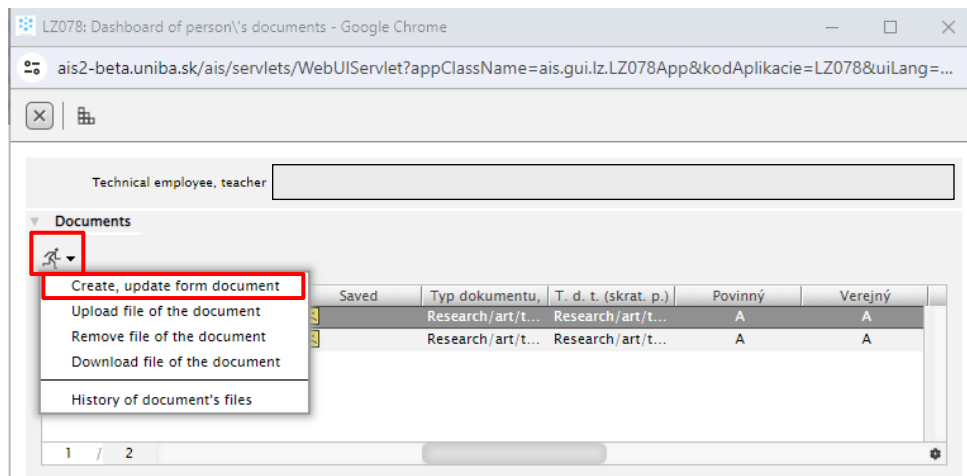 LZ078: Dashboard of person\'s documents - Google Chrome
ais2-beta.uniba.sk/ais/servlets/WebUIServlet?appClassName=ais.gui.lz.LZ078App&kodAplikacie=LZ078&uiLang=...
Technical employee, teacher
Documents
Create, update form document
Upload file of the document
Remove file of the document
Download file of the document
History of document's files
Saved Typ dokumentu, T. d. t. (skrat. p.) Povinný Verejný
Research/art/t... Research/art/t... A A
Research/art/t... Research/art/t... A A
1 / 2